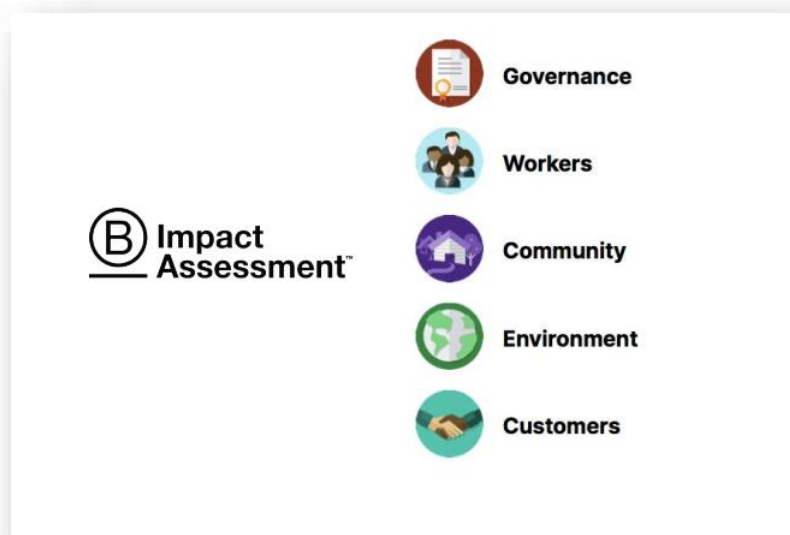 Governance
Workers
B Impact
Assessment™
Community
Environment
Customers